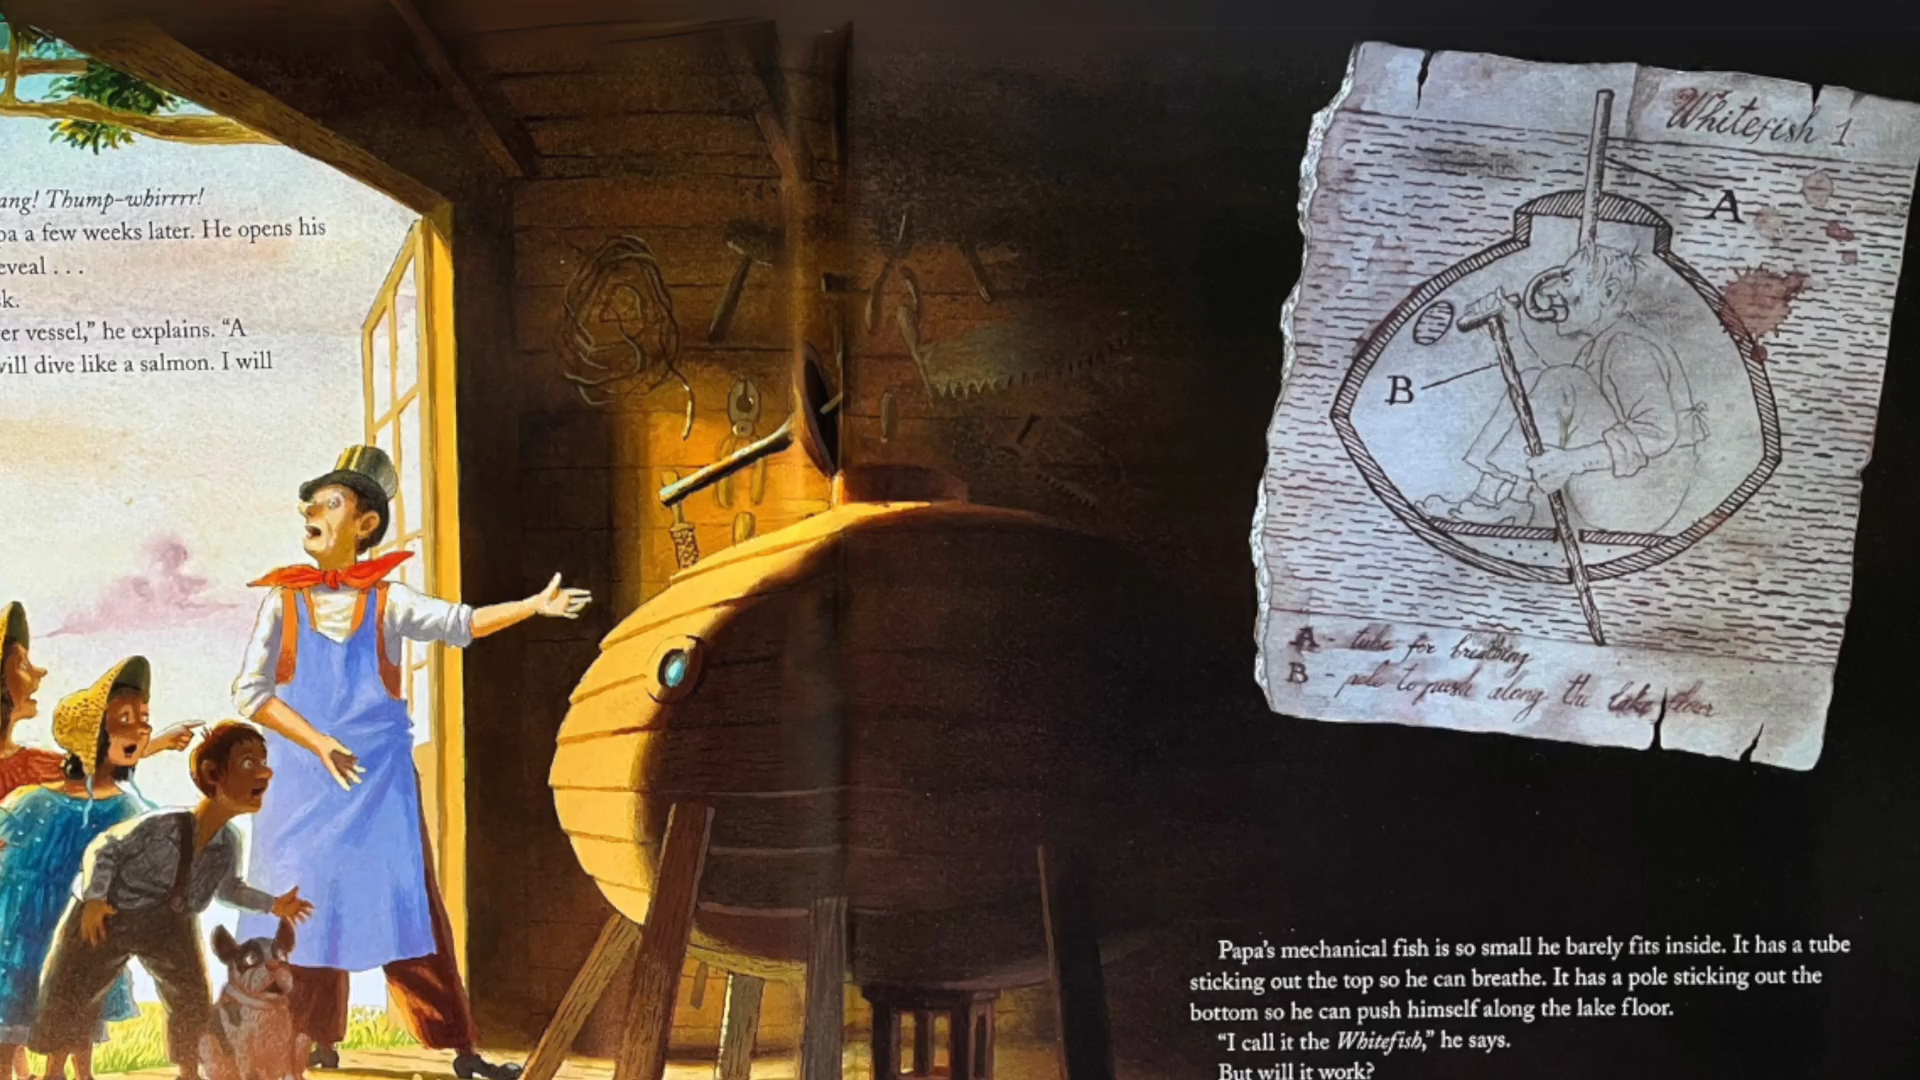 ang! Thump-whirrrr!
pa a few weeks later. He opens his
eveal . . .
k.
er vessel,” he explains. “A
will dive like a salmon. I will
Whitefish 1.
A
B
A - tube for breathing
B - pole to push along the lake floor
Papa’s mechanical fish is so small he barely fits inside. It has a tube
sticking out the top so he can breathe. It has a pole sticking out the
bottom so he can push himself along the lake floor.
“I call it the Whitefish,” he says.
But will it work?